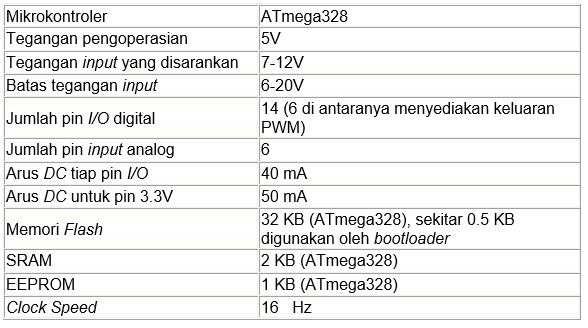 Mikrokontroler ATmega328
Tegangan pengoperasian 5V
Tegangan input yang disarankan 7-12V
Batas tegangan input 6-20V
Jumlah pin I/O digital 14 (6 di antaranya menyediakan keluaran
PWM)
Jumlah pin input analog 6
Arus DC tiap pin I/O 40 mA
Arus DC untuk pin 3.3V 50 mA
Memori Flash 32 KB (ATmega328), sekitar 0.5 KB
digunakan oleh bootloader
SRAM 2 KB (ATmega328)
EEPROM 1 KB (ATmega328)
Clock Speed 16 Hz